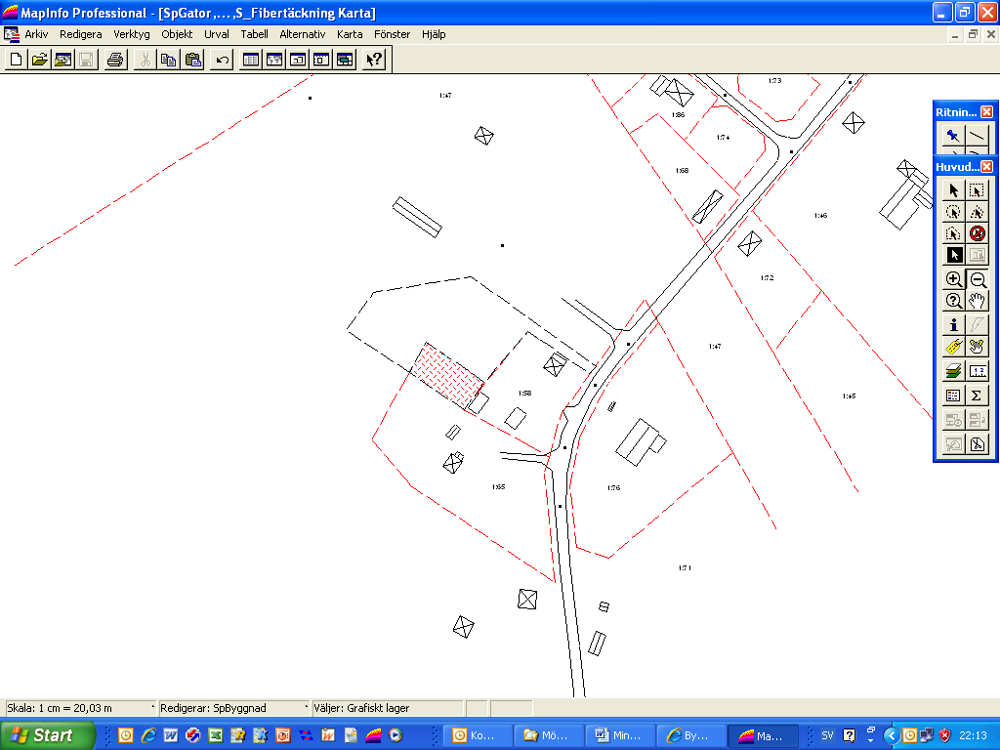 MapInfo Professional - [SpGator,...,S_Fibertäckning Karta]
Arkiv Redigera Verktyg Objekt Urval Tabell Alternativ Karta Fönster Hjälp
1:47
1:73
1:86
1:74
1:68
1:46
1:72
1:47
1:58
1:45
1:65
1:76
1:71
Ritnin...
Huvud...
Skala: 1 cm = 20,03 m
Redigerar: SpByggnad
Väljer: Grafiskt lager
Start
Ko...
Mö...
Min...
By...
Ma...
SV
22:13